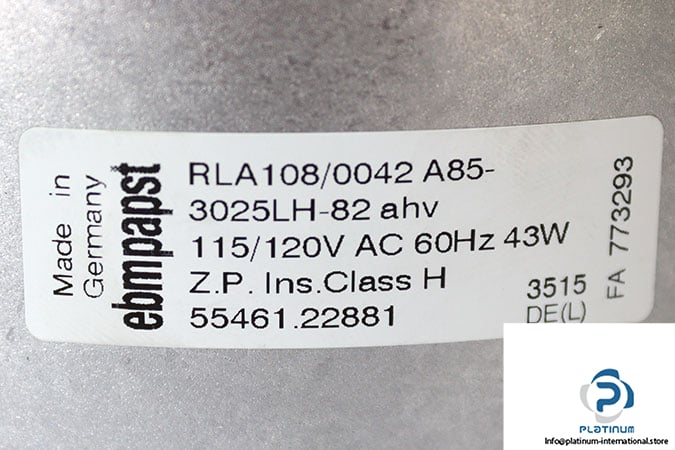 Made in
Germany
ebmpapst
RLA108/0042 A85-
3025LH-82 ahv
115/120V AC 60Hz 43W
Z.P. Ins.Class H
55461.22881
3515
DE(L)
FA 773293
PLATINUM
Info@platinum-international.store